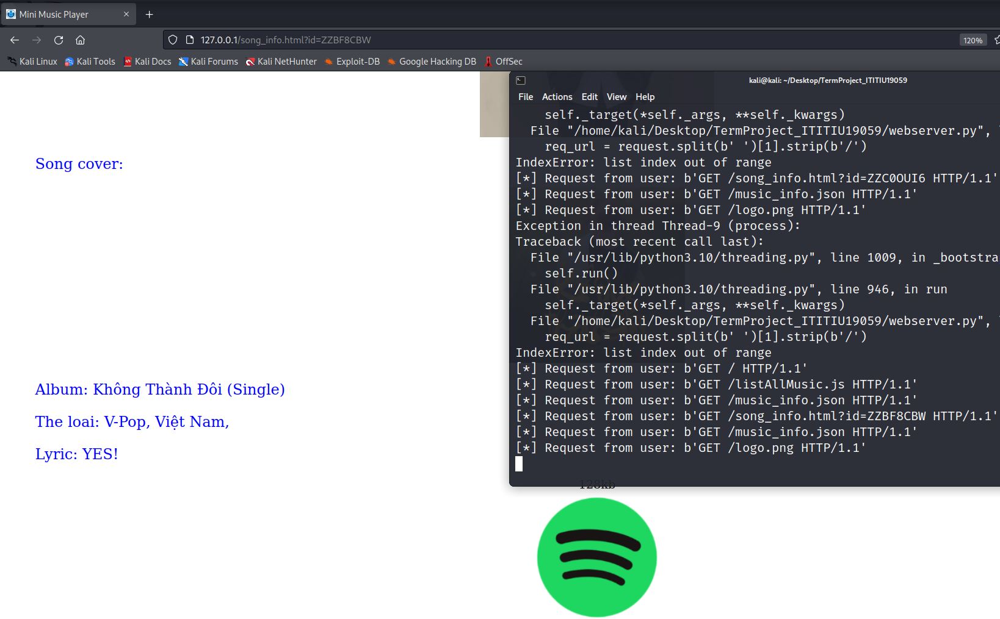 Mini Music Player
127.0.0.1/song_info.html?id=ZZBF8CBW
120%
Kali Linux Kali Tools Kali Docs Kali Forums Kali NetHunter Exploit-DB Google Hacking DB OffSec
Song cover:
Album: Không Thành Đôi (Single)
The loai: V-Pop, Việt Nam,
Lyric: YES!
kali@kali: ~/Desktop/TermProject_ITITIU19059
File Actions Edit View Help
self._target(*self._args, **self._kwargs)
File "/home/kali/Desktop/TermProject_ITITIU19059/webserver.py",
req_url = request.split(b' ')[1].strip(b'/')
IndexError: list index out of range
[*] Request from user: b'GET /song_info.html?id=ZZC0OUI6 HTTP/1.1'
[*] Request from user: b'GET /music_info.json HTTP/1.1'
[*] Request from user: b'GET /logo.png HTTP/1.1'
Exception in thread Thread-9 (process):
Traceback (most recent call last):
File "/usr/lib/python3.10/threading.py", line 1009, in _bootstra
self.run()
File "/usr/lib/python3.10/threading.py", line 946, in run
self._target(*self._args, **self._kwargs)
File "/home/kali/Desktop/TermProject_ITITIU19059/webserver.py",
req_url = request.split(b' ')[1].strip(b'/')
IndexError: list index out of range
[*] Request from user: b'GET / HTTP/1.1'
[*] Request from user: b'GET /listAllMusic.js HTTP/1.1'
[*] Request from user: b'GET /music_info.json HTTP/1.1'
[*] Request from user: b'GET /song_info.html?id=ZZBF8CBW HTTP/1.1'
[*] Request from user: b'GET /music_info.json HTTP/1.1'
[*] Request from user: b'GET /logo.png HTTP/1.1'
128kb